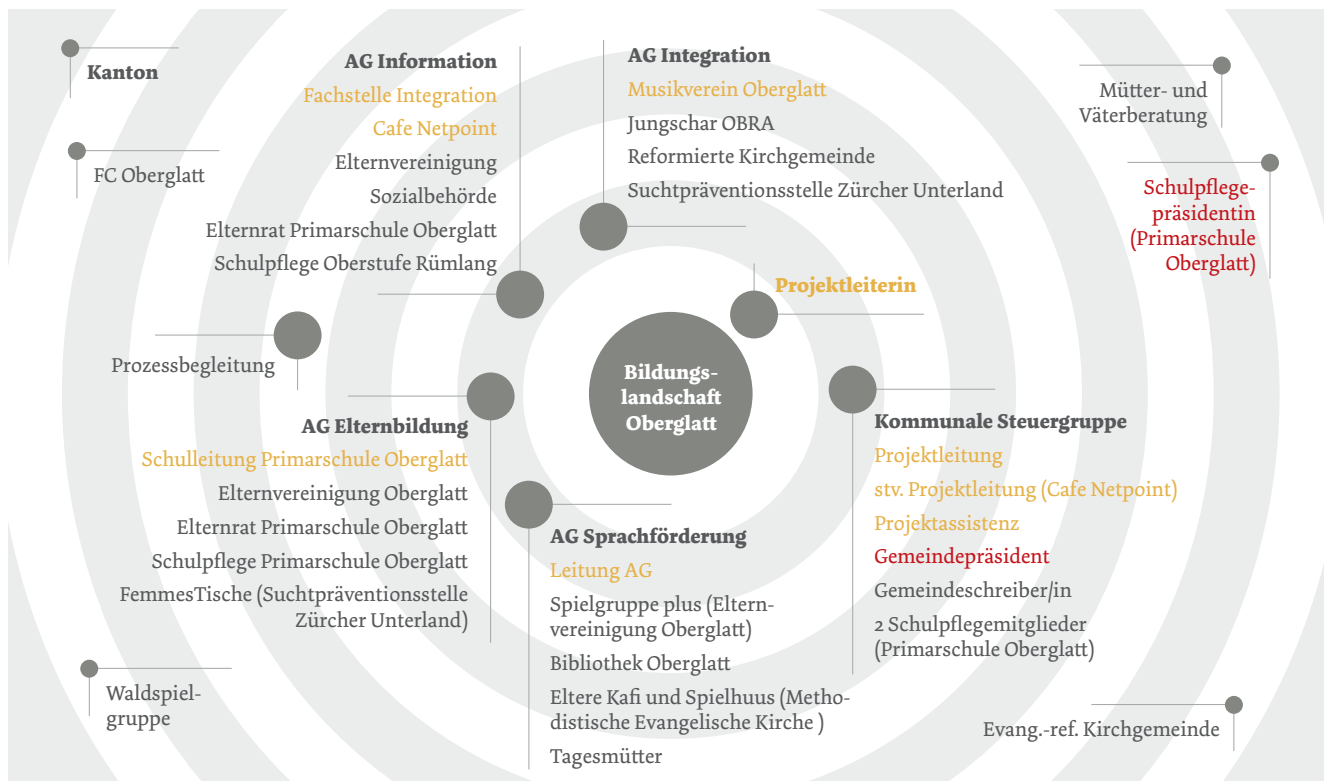 Kanton
FC Oberglatt
AG Information
Fachstelle Integration
Cafe Netpoint
Elternvereinigung
Sozialbehörde
Elternrat Primarschule Oberglatt
Schulpflege Oberstufe Rümlang
AG Integration
Musikverein Oberglatt
Jungschar OBRA
Reformierte Kirchgemeinde
Suchtpräventionsstelle Zürcher Unterland
Mütter- und
Väterberatung
Schulpflege-
präsidentin
(Primarschule
Oberglatt)
Projektleiterin
Prozessbegleitung
Bildungs-
landschaft
Oberglatt
AG Elternbildung
Schulleitung Primarschule Oberglatt
Elternvereinigung Oberglatt
Elternrat Primarschule Oberglatt
Schulpflege Primarschule Oberglatt
FemmesTische (Suchtpräventionsstelle
Zürcher Unterland)
Kommunale Steuergruppe
Projektleitung
stv. Projektleitung (Cafe Netpoint)
Projektassistenz
Gemeindepräsident
Gemeindeschreiber/in
2 Schulpflegemitglieder
(Primarschule Oberglatt)
AG Sprachförderung
Leitung AG
Spielgruppe plus (Eltern-
vereinigung Oberglatt)
Bibliothek Oberglatt
Eltere Kafi und Spielhuus (Metho-
distische Evangelische Kirche )
Tagesmütter
Waldspiel-
gruppe
Evang.-ref. Kirchgemeinde